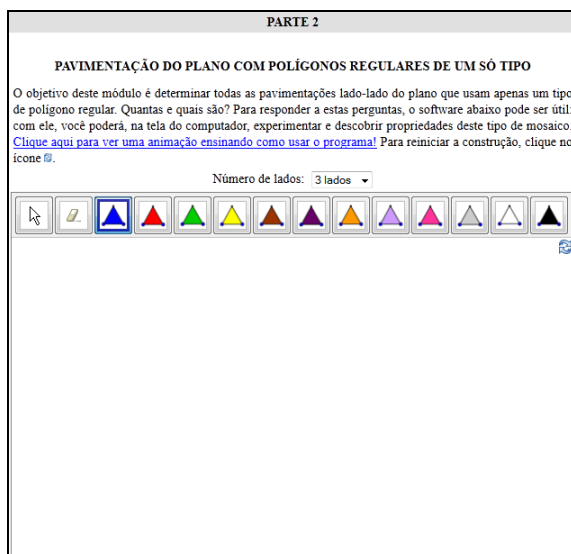 PARTE 2
PAVIMENTAÇÃO DO PLANO COM POLÍGONOS REGULARES DE UM SÓ TIPO
O objetivo deste módulo é determinar todas as pavimentações lado-lado do plano que usam apenas um tipo
de polígono regular. Quantas e quais são? Para responder a estas perguntas, o software abaixo pode ser útil:
com ele, você poderá, na tela do computador, experimentar e descobrir propriedades deste tipo de mosaico.
Clique aqui para ver uma animação ensinando como usar o programa! Para reiniciar a construção, clique no
ícone .
Número de lados: 3 lados